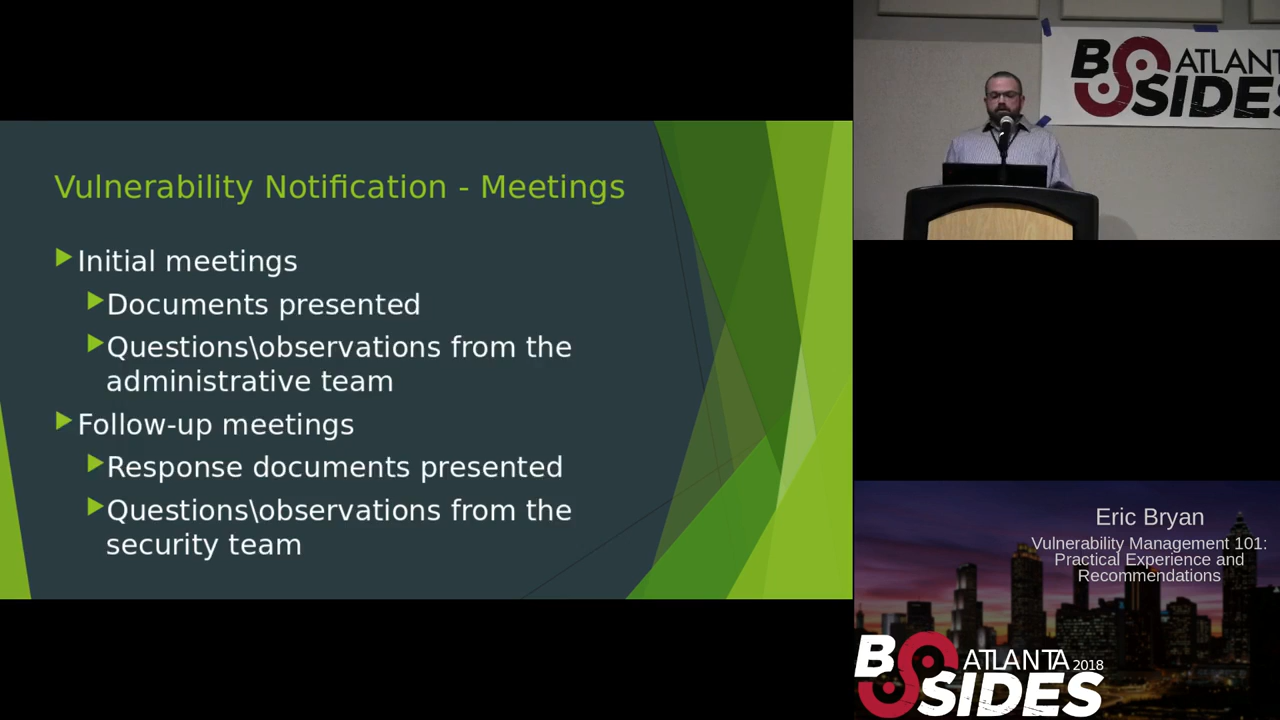 Vulnerability Notification - Meetings
Initial meetings
Documents presented
Questions\observations from the
administrative team
Follow-up meetings
Response documents presented
Questions\observations from the
security team
BSIDES ATLANT
Eric Bryan
Vulnerability Management 101:
Practical Experience and
Recommendations
BSIDES ATLANTA 2018